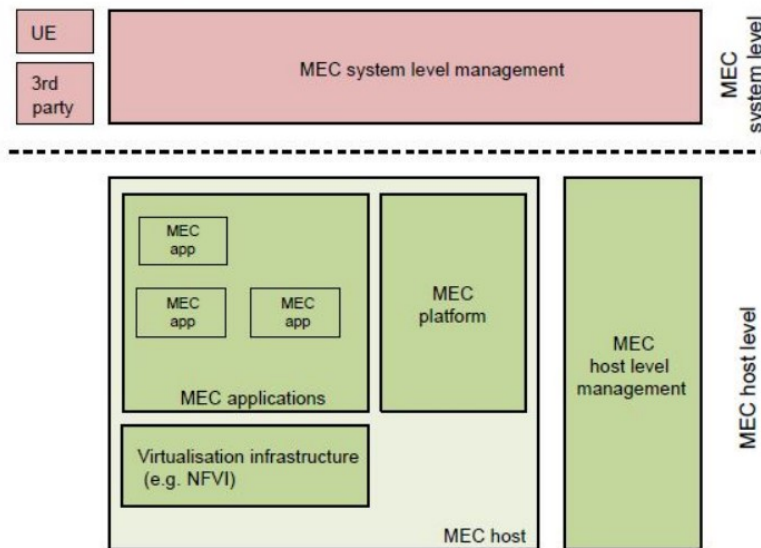 UE
3rd
party
MEC system level management
MEC
system level
MEC
app
MEC
app
MEC
app
MEC applications
MEC
platform
Virtualisation infrastructure
(e.g. NFVI)
MEC host
MEC
host level
management
MEC host level